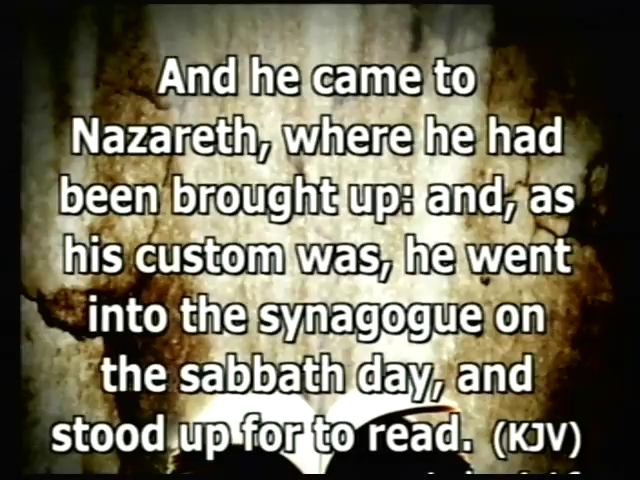 And he came to
Nazareth, where he had
been brought up: and, as
his custom was, he went
into the synagogue on
the sabbath day, and
stood up for to read. (KJV)